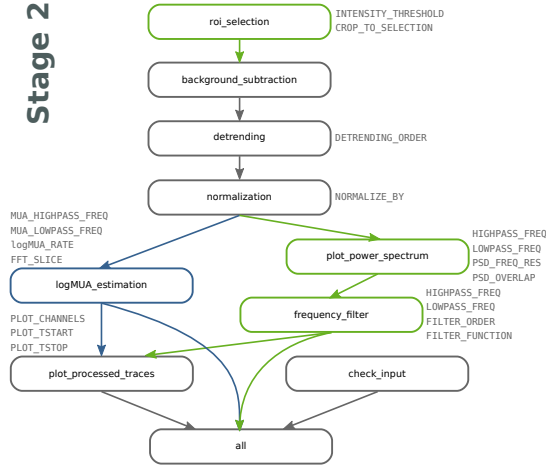 Stage 2
roi_selection
INTENSITY_THRESHOLD
CROP_TO_SELECTION
background_subtraction
detrending
DETRENDING_ORDER
normalization
NORMALIZE_BY
MUA_HIGHPASS_FREQ
MUA_LOWPASS_FREQ
logMUA_RATE
FFT_SLICE
plot_power_spectrum
HIGHPASS_FREQ
LOWPASS_FREQ
PSD_FREQ_RES
PSD_OVERLAP
logMUA_estimation
frequency_filter
HIGHPASS_FREQ
LOWPASS_FREQ
FILTER_ORDER
FILTER_FUNCTION
PLOT_CHANNELS
PLOT_TSTART
PLOT_TSTOP
plot_processed_traces
check_input
all